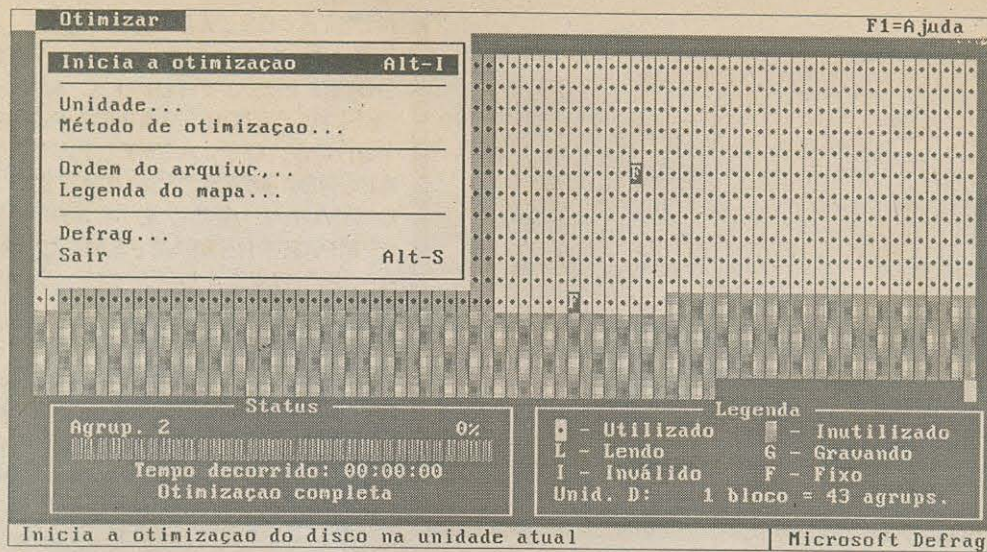 Otimizar
F1=Ajuda
Inicia a otimizaçao Alt-I
Unidade...
Método de otimizaçao...
Ordem do arquivo...
Legenda do mapa...
Defrag...
Sair Alt-S
F
F
Status
Agrup. 2 0%
Tempo decorrido: 00:00:00
Otimizaçao completa
Legenda
• - Utilizado - Inutilizado
L - Lendo G - Gravando
I - Inválido F - Fixo
Unid. D: 1 bloco = 43 agrups.
Inicia a otimizaçao do disco na unidade atual
Microsoft Defrag